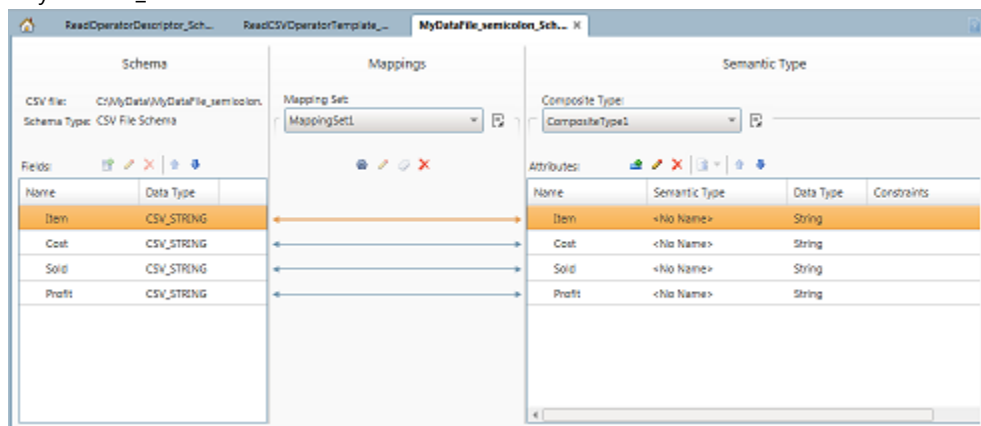 ReadOperatorDescriptor_Sch... ReadCSVOperatorTemplate_... MyDataFile_semicolon_Sch... ×
Schema Mappings Semantic Type
CSV file: C:\MyData\MyDataFile_semicolon. Mapping Set: Composite Type:
Schema Type: CSV File Schema MappingSet1 CompositeType1
Fields: Attributes:
Name Data Type Name Semantic Type Data Type Constraints
Item CSV_STRING Item <No Name> String
Cost CSV_STRING Cost <No Name> String
Sold CSV_STRING Sold <No Name> String
Profit CSV_STRING Profit <No Name> String